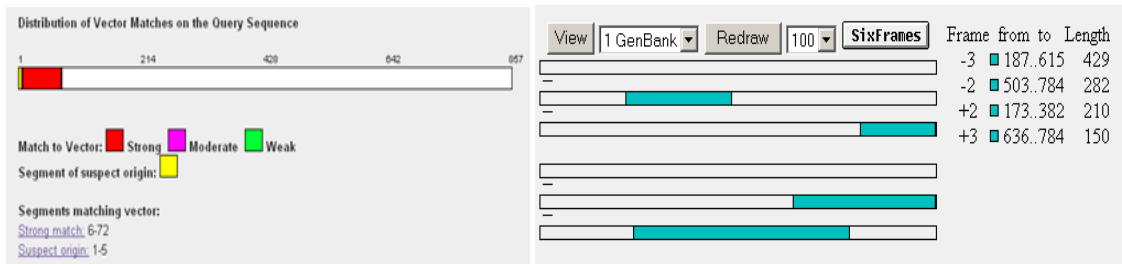 Distribution of Vector Matches on the Query Sequence
1 214 428 642 857
Match to Vector: Strong Moderate Weak
Segment of suspect origin:
Segments matching vector:
Strong match: 6-72
Suspect origin: 1-5
View 1 GenBank Redraw 100 SixFrames
Frame from to Length
-3 187..615 429
-2 503..784 282
+2 173..382 210
+3 636..784 150